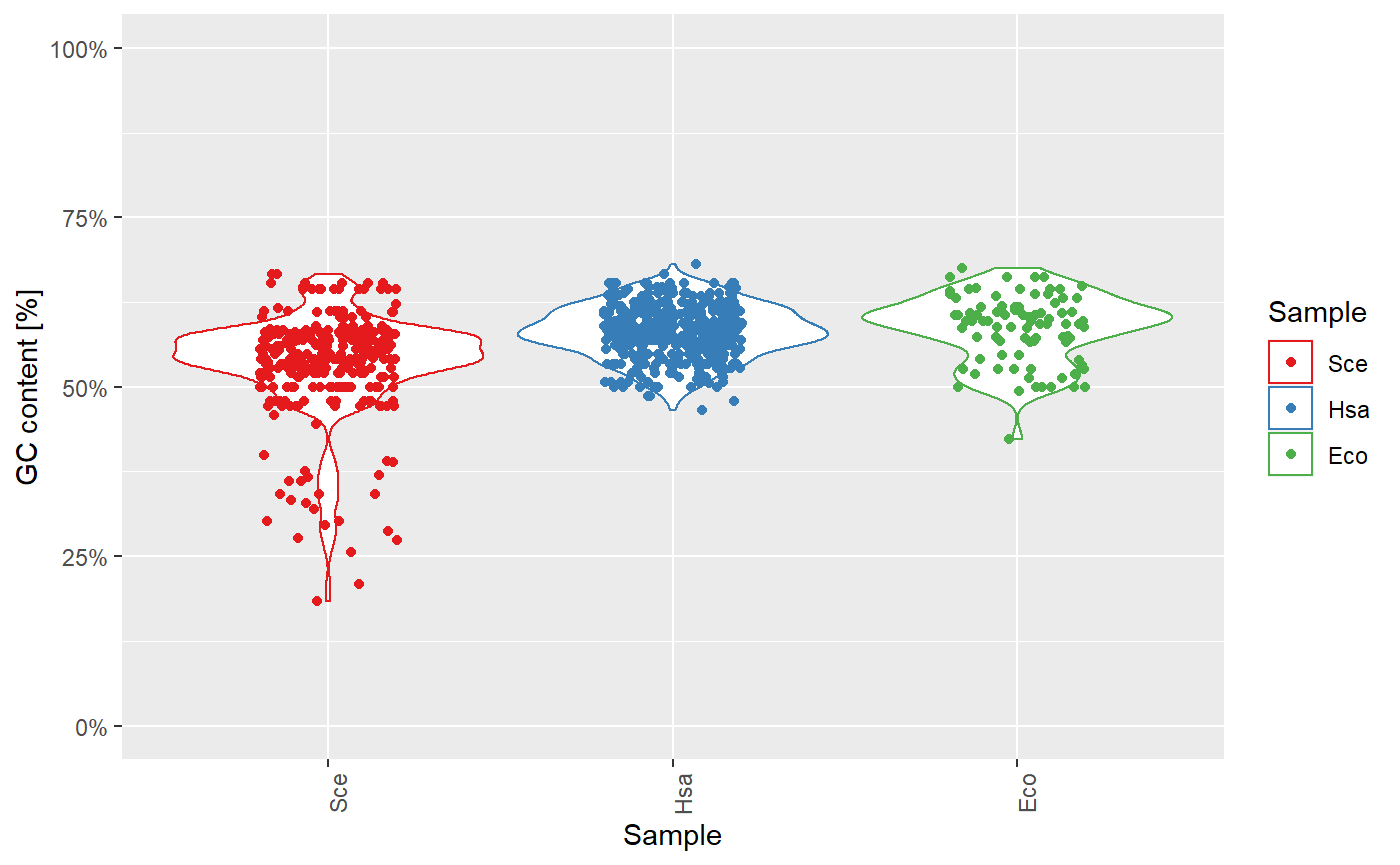 GC content [%]
100%
75%
50%
25%
0%
Sce
Hsa
Eco
Sample
Sample
Sce
Hsa
Eco